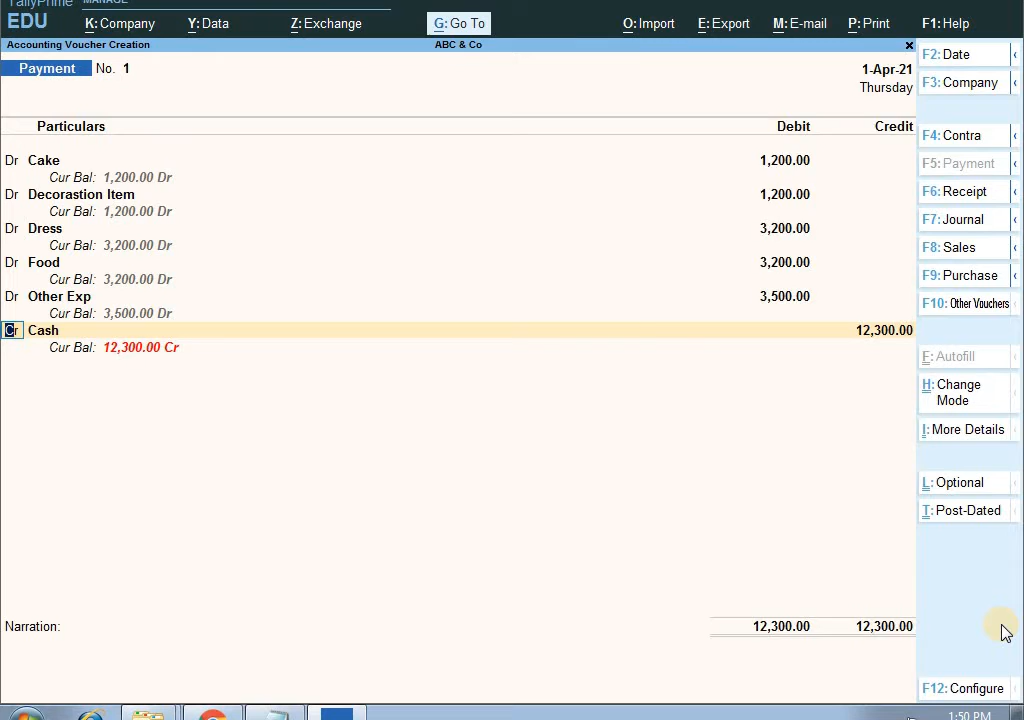 TallyPrime MANAGE
EDU K: Company Y: Data Z: Exchange G: Go To O: Import E: Export M: E-mail P: Print F1: Help
Accounting Voucher Creation ABC & Co ×
Payment No. 1 1-Apr-21
Thursday
Particulars Debit Credit
Dr Cake 1,200.00
Cur Bal: 1,200.00 Dr
Dr Decorastion Item 1,200.00
Cur Bal: 1,200.00 Dr
Dr Dress 3,200.00
Cur Bal: 3,200.00 Dr
Dr Food 3,200.00
Cur Bal: 3,200.00 Dr
Dr Other Exp 3,500.00
Cur Bal: 3,500.00 Dr
Cr Cash 12,300.00
Cur Bal: 12,300.00 Cr
Narration: 12,300.00 12,300.00
F2: Date
F3: Company
F4: Contra
F5: Payment
F6: Receipt
F7: Journal
F8: Sales
F9: Purchase
F10: Other Vouchers
F: Autofill
H: Change
Mode
I: More Details
L: Optional
T: Post-Dated
F12: Configure
1:50 PM